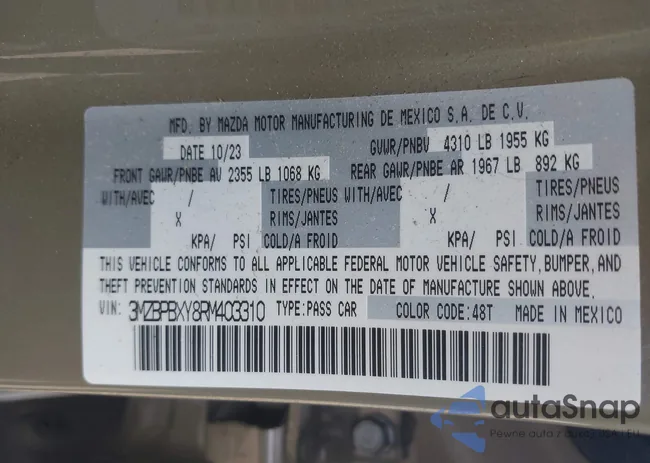 MFD. BY MAZDA MOTOR MANUFACTURING DE MEXICO S.A. DE C.V.
DATE 10/23 GVWR/PNBV 4310 LB 1955 KG
FRONT GAWR/PNBE AV 2355 LB 1068 KG REAR GAWR/PNBE AR 1967 LB 892 KG
WITH/AVEC / TIRES/PNEUS WITH/AVEC / TIRES/PNEUS
X RIMS/JANTES X RIMS/JANTES
KPA/ PSI COLD/A FROID KPA/ PSI COLD/A FROID
THIS VEHICLE CONFORMS TO ALL APPLICABLE FEDERAL MOTOR VEHICLE SAFETY, BUMPER, AND
THEFT PREVENTION STANDARDS IN EFFECT ON THE DATE OF MANUFACTURE SHOWN ABOVE.
VIN: 3MZBPBXY8RM403310 TYPE:PASS CAR COLOR CODE:48T MADE IN MEXICO
autaSnap
Pewne auta z